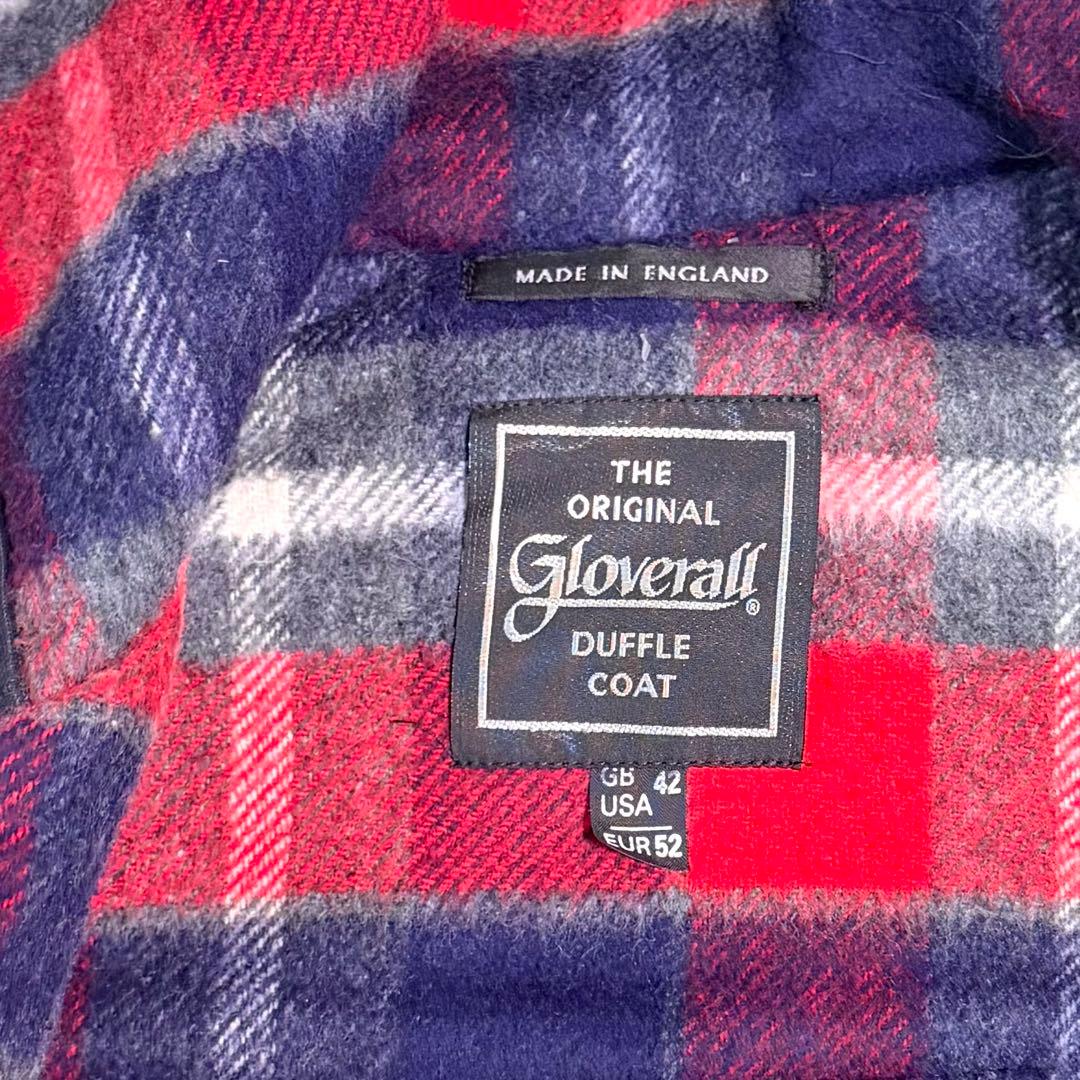 MADE IN ENGLAND
THE
ORIGINAL
Gloverall®
DUFFLE
COAT
GB 42
USA
EUR 52